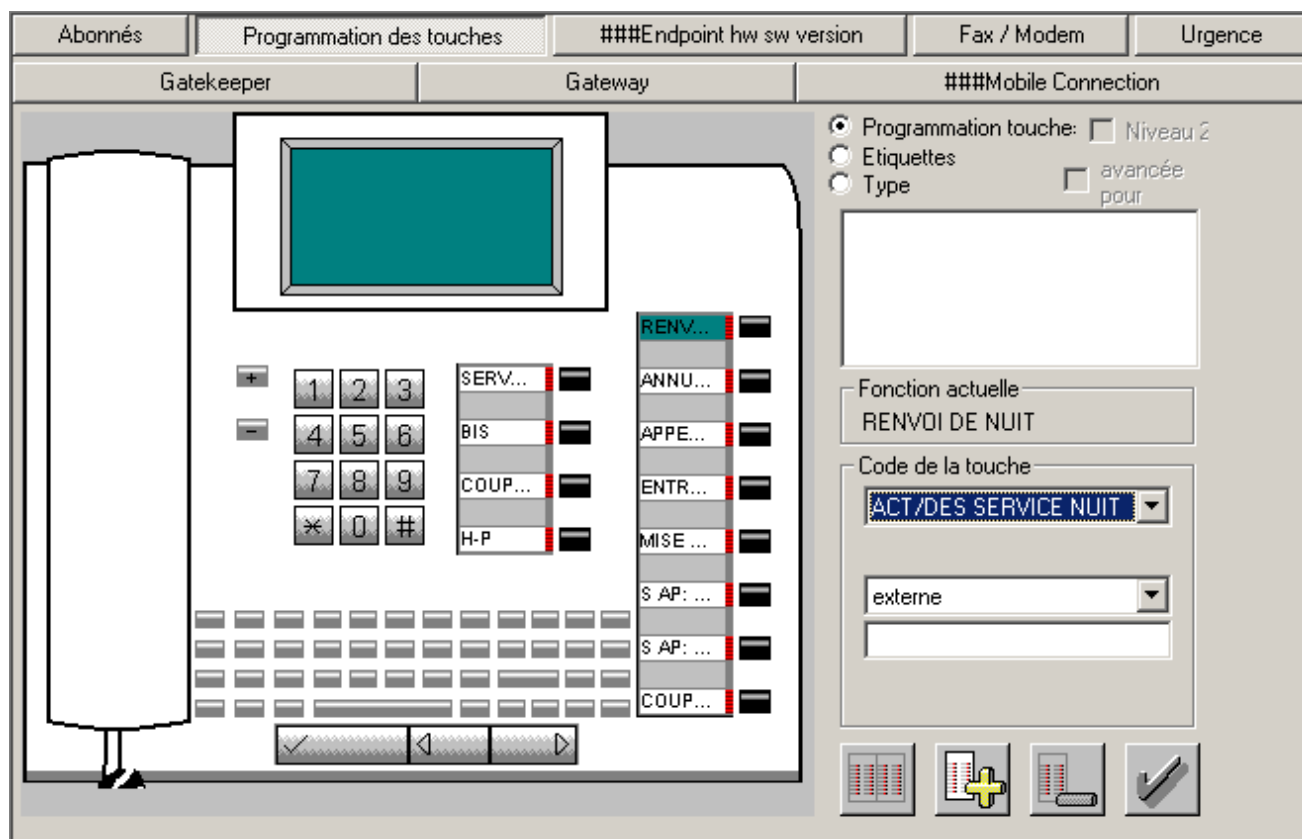 Abonnés
Programmation des touches
###Endpoint hw sw version
Fax / Modem
Urgence
Gatekeeper
Gateway
###Mobile Connection
Programmation touche:
Niveau 2
Etiquettes
Type
avancée
pour
Fonction actuelle
RENVOI DE NUIT
Code de la touche
ACT/DES SERVICE NUIT
externe
+
-
1 2 3
4 5 6
7 8 9
* 0 #
SERV...
BIS
COUP...
H-P
RENV...
ANNU...
APPE...
ENTR...
MISE ...
S AP: ...
S AP: ...
COUP...